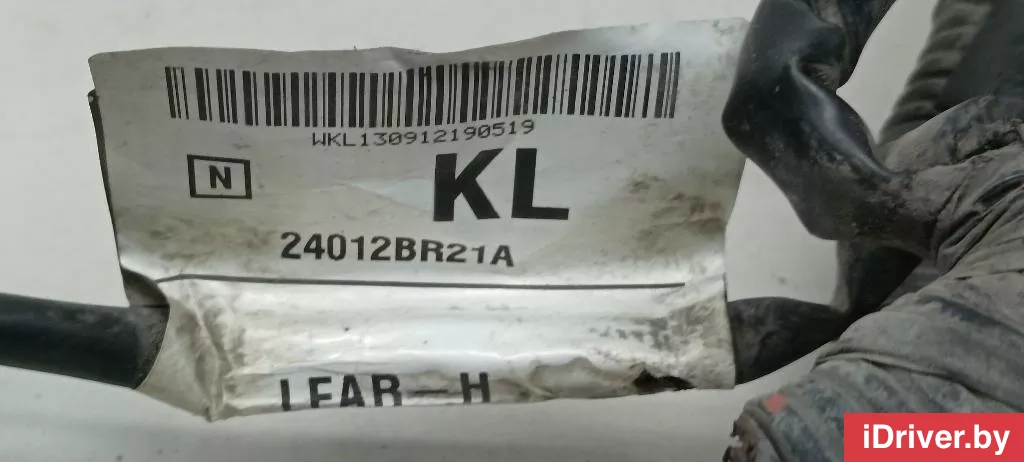 WKL130912190519
N
KL
24012BR21A
LEAR-H
iDriver.by